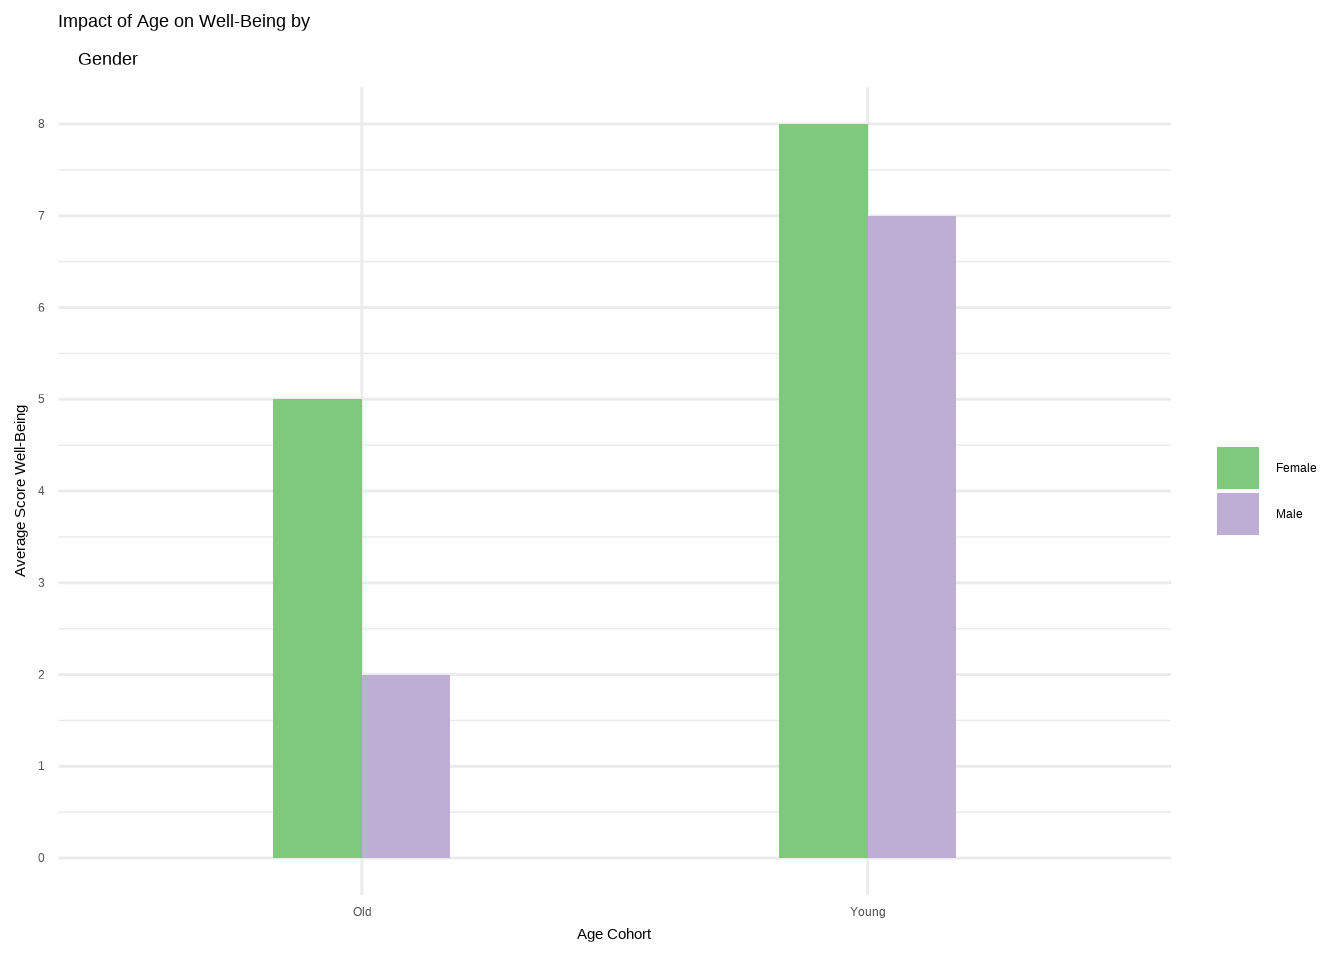 Impact of Age on Well-Being by
Gender
Average Score Well-Being
8
7
6
5
4
3
2
1
0
Old
Young
Age Cohort
Female
Male